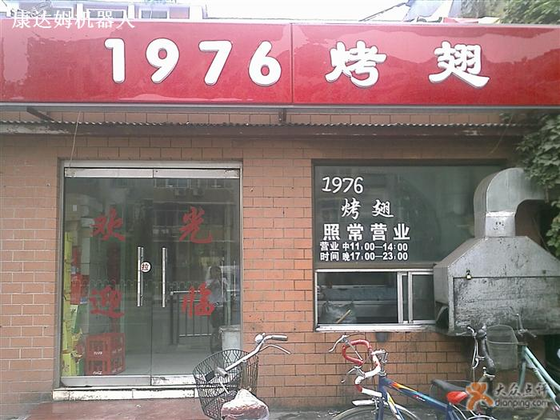 康达姆机器人
1976 烤翅
1976
烤翅
照常营业
营业 中11:00-14:00
时间 晚17:00-23:00
欢 光
迎 临
大众点评
dianping.com